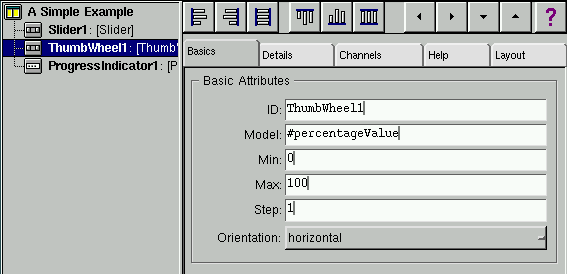 A Simple Example
Slider1: [Slider]
ThumbWheel1: [Thumb
ProgressIndicator1: [P
?
Basics Details Channels Help Layout
Basic Attributes
ID: ThumbWheel1
Model: #percentageValue
Min: 0
Max: 100
Step: 1
Orientation: horizontal